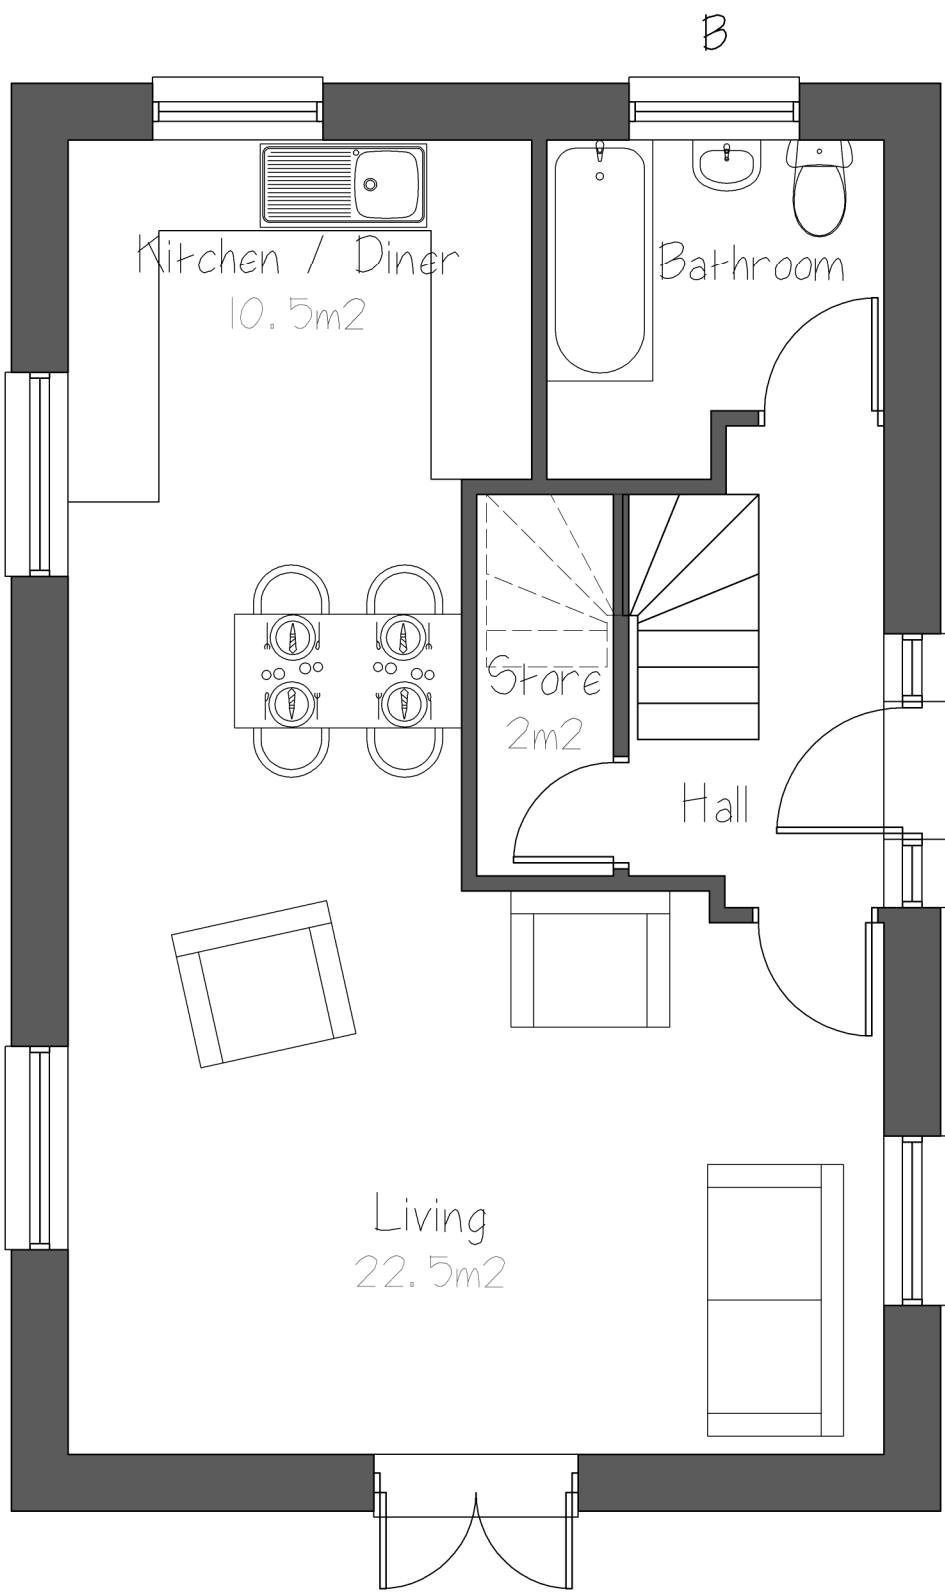 B
Kitchen / Diner
10.5m2
Bathroom
Store
2m2
Hall
Living
22.5m2